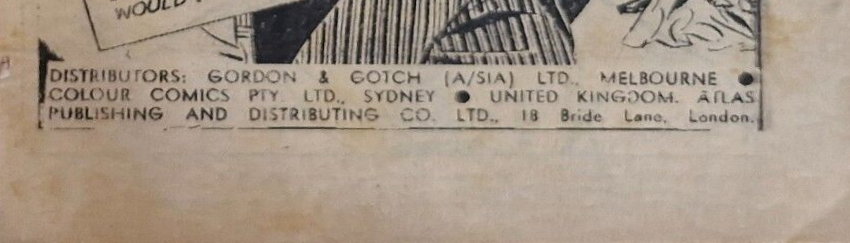 WOULD
DISTRIBUTORS: GORDON & GOTCH (A/SIA) LTD., MELBOURNE ●
COLOUR COMICS PTY. LTD., SYDNEY ● UNITED KINGDOM. ATLAS
PUBLISHING AND DISTRIBUTING CO. LTD., 18 Bride Lane, London.